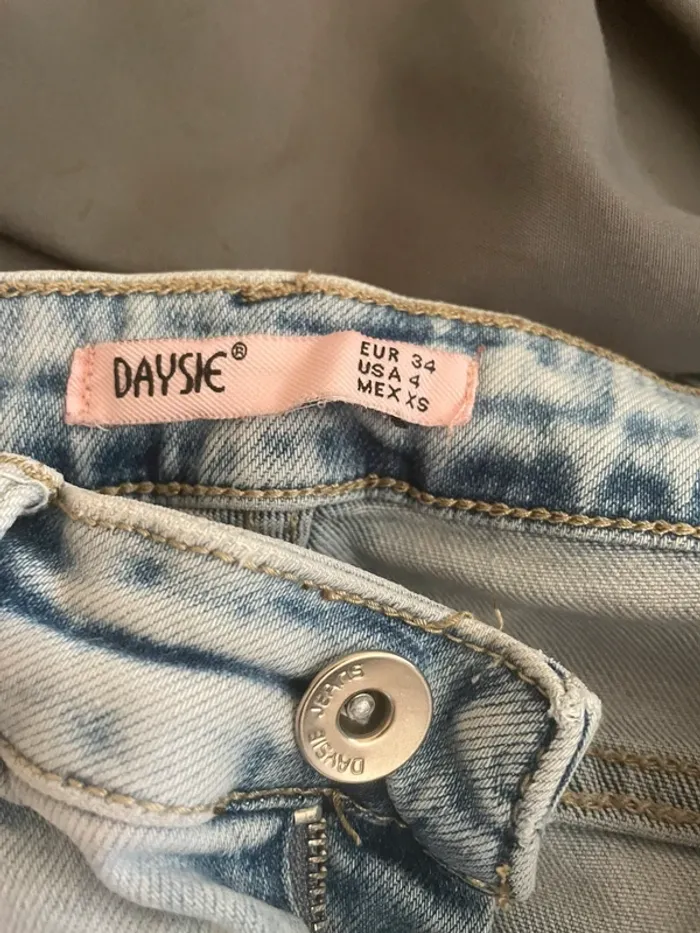 DAYSIE®
EUR 34
USA 4
MEX XS
DAYSIE JEANS